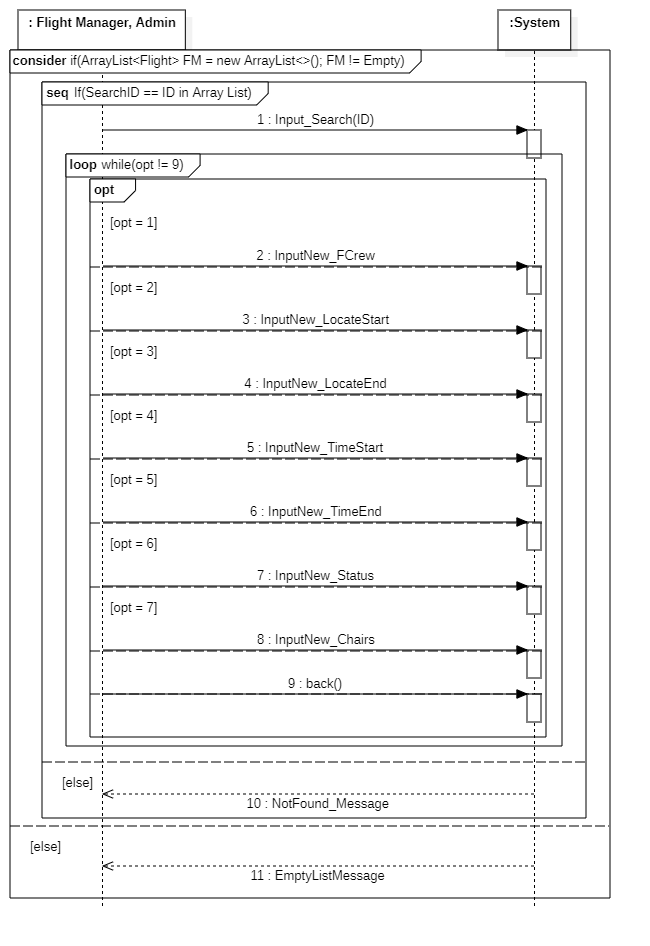 : Flight Manager, Admin
:System
consider if(ArrayList<Flight> FM = new ArrayList<>(); FM != Empty)
seq If(SearchID == ID in Array List)
1 : Input_Search(ID)
loop while(opt != 9)
opt
[opt = 1]
2 : InputNew_FCrew
[opt = 2]
3 : InputNew_LocateStart
[opt = 3]
4 : InputNew_LocateEnd
[opt = 4]
5 : InputNew_TimeStart
[opt = 5]
6 : InputNew_TimeEnd
[opt = 6]
7 : InputNew_Status
[opt = 7]
8 : InputNew_Chairs
9 : back()
[else]
10 : NotFound_Message
[else]
11 : EmptyListMessage